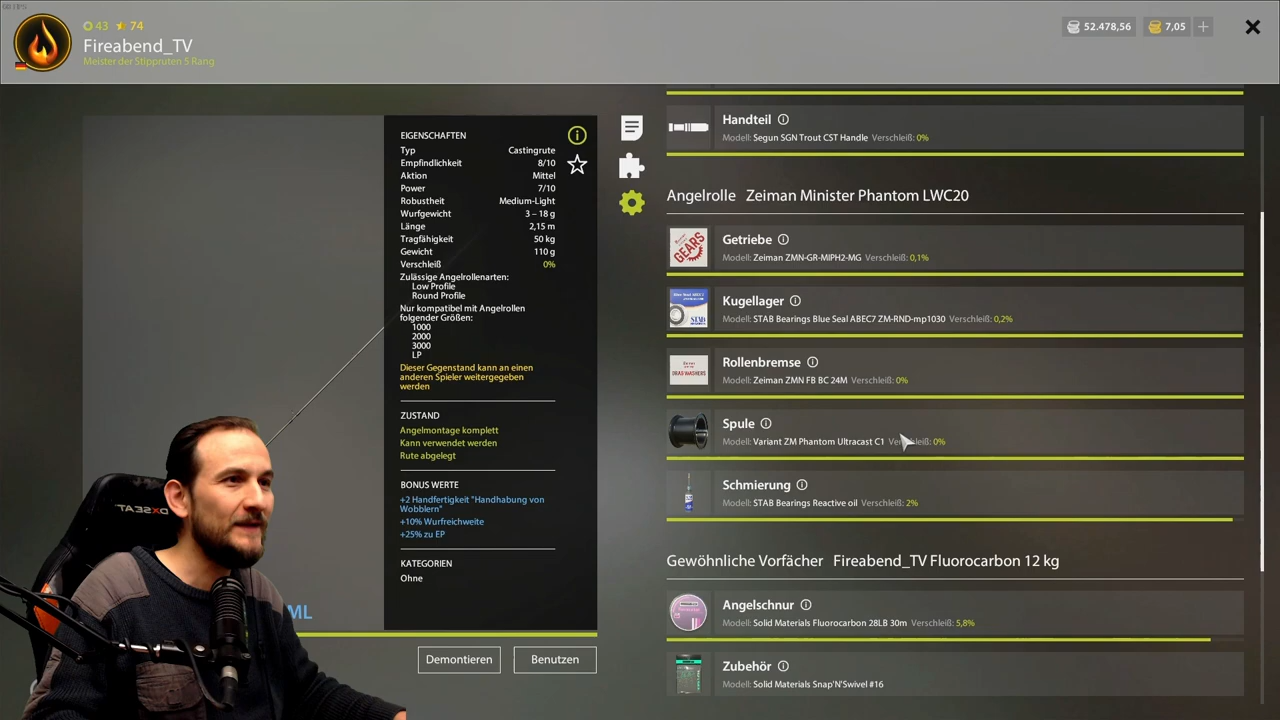 43 74
52.478,56
7,05
Fireabend_TV
Meister der Stippruten 5 Rang
EIGENSCHAFTEN
Typ Castingrute
Empfindlichkeit 8/10
Aktion Mittel
Power 7/10
Robustheit Medium-Light
Wurfgewicht 3 – 18 g
Länge 2,15 m
Tragfähigkeit 50 kg
Gewicht 110 g
Verschleiß 0%
Zulässige Angelrollenarten:
Low Profile
Round Profile
Nur kompatibel mit Angelrollen
folgender Größen:
1000
2000
3000
LP
Dieser Gegenstand kann an einen
anderen Spieler weitergegeben
werden
ZUSTAND
Angelmontage komplett
Kann verwendet werden
Rute abgelegt
BONUS WERTE
+2 Handfertigkeit "Handhabung von
Wobblern"
+10% Wurfreichweite
+25% zu EP
KATEGORIEN
Ohne
ML
Demontieren
Benutzen
Handteil
Modell: Segun SGN Trout CST Handle Verschleiß: 0%
Angelrolle Zeiman Minister Phantom LWC20
Getriebe
Modell: Zeiman ZMN-GR-MIPH2-MG Verschleiß: 0,1%
Kugellager
Modell: STAB Bearings Blue Seal ABEC7 ZM-RND-mp1030 Verschleiß: 0,2%
Rollenbremse
Modell: Zeiman ZMN FB BC 24M Verschleiß: 0%
Spule
Modell: Variant ZM Phantom Ultracast C1 Verschleiß: 0%
Schmierung
Modell: STAB Bearings Reactive oil Verschleiß: 2%
Gewöhnliche Vorfächer Fireabend_TV Fluorocarbon 12 kg
Angelschnur
Modell: Solid Materials Fluorocarbon 28LB 30m Verschleiß: 5,8%
Zubehör
Modell: Solid Materials Snap'N'Swivel #16
DXSEAT
GEARS
STAB